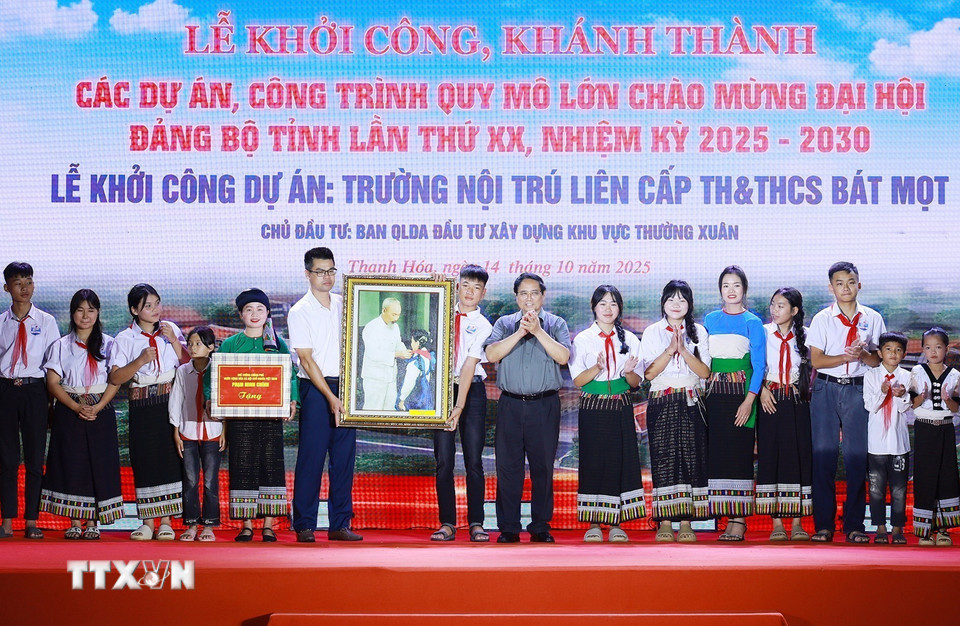 LỄ KHỞI CÔNG, KHÁNH THÀNH
CÁC DỰ ÁN, CÔNG TRÌNH QUY MÔ LỚN CHÀO MỪNG ĐẠI HỘI
ĐẢNG BỘ TỈNH LẦN THỨ XX, NHIỆM KỲ 2025 - 2030
LỄ KHỞI CÔNG DỰ ÁN: TRƯỜNG NỘI TRÚ LIÊN CẤP TH&THCS BÁT MỌT
CHỦ ĐẦU TƯ: BAN QLDA ĐẦU TƯ XÂY DỰNG KHU VỰC THƯỜNG XUÂN
Thanh Hóa, ngày 14 tháng 10 năm 2025
PHẠM MINH CHÍNH
Tặng
TTXVN